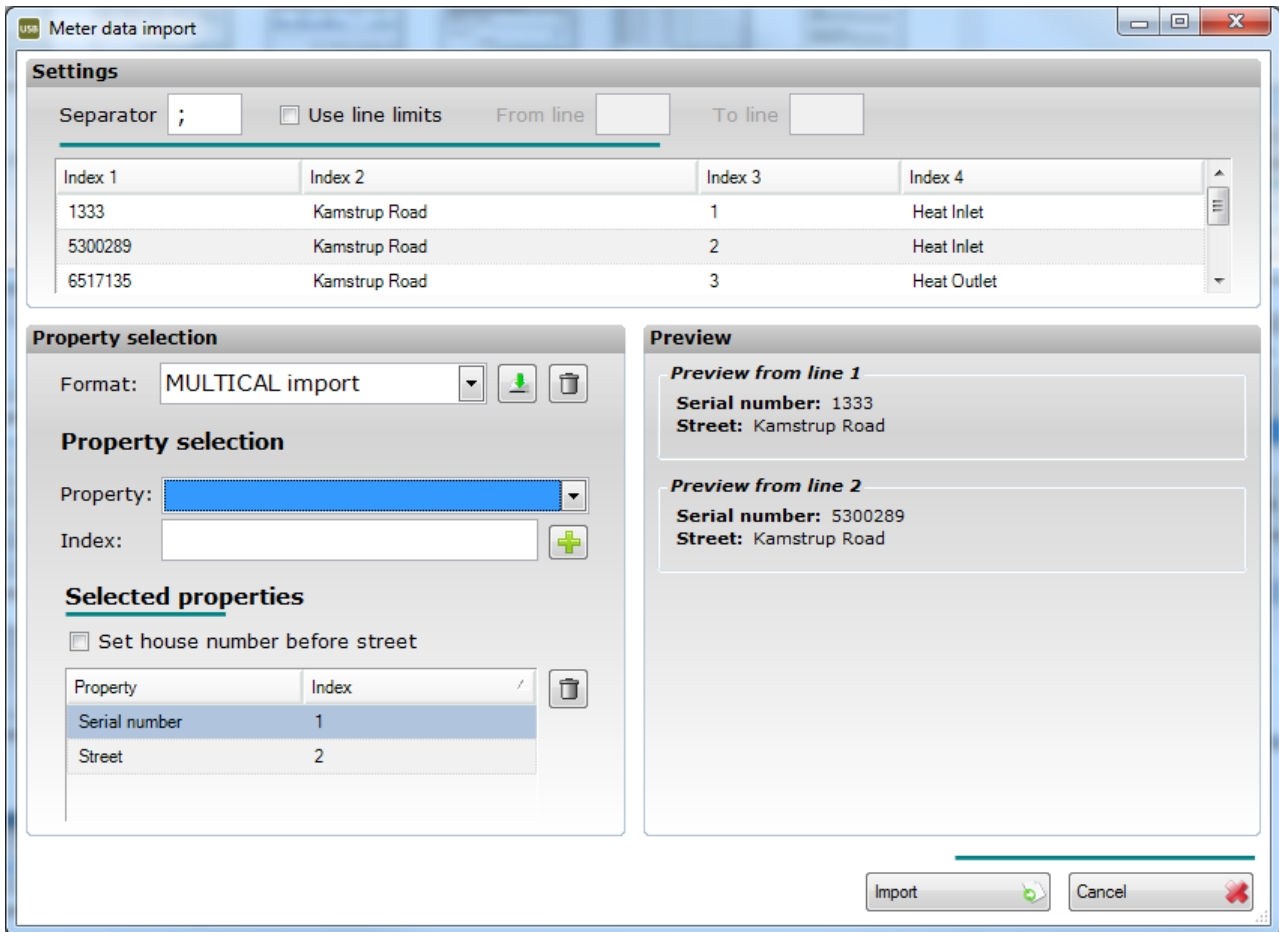 USB Meter data import
Settings
Separator ; Use line limits From line To line
Index 1 Index 2 Index 3 Index 4
1333 Kamstrup Road 1 Heat Inlet
5300289 Kamstrup Road 2 Heat Inlet
6517135 Kamstrup Road 3 Heat Outlet
Property selection
Format: MULTICAL import
Property selection
Property:
Index:
Selected properties
Set house number before street
Property Index
Serial number 1
Street 2
Preview
Preview from line 1
Serial number: 1333
Street: Kamstrup Road
Preview from line 2
Serial number: 5300289
Street: Kamstrup Road
Import Cancel